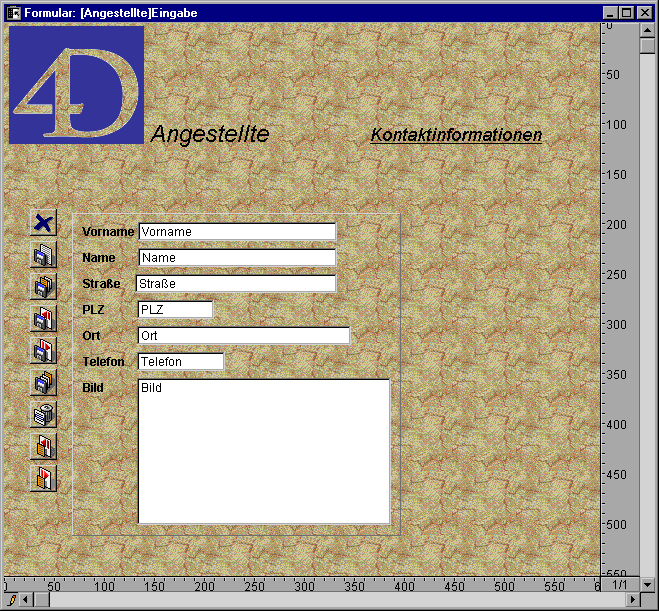 Formular: [Angestellte]Eingabe
4D
Angestellte
Kontaktinformationen
Vorname Vorname
Name Name
Straße Straße
PLZ PLZ
Ort Ort
Telefon Telefon
Bild Bild
0
50
100
150
200
250
300
350
400
450
500
550
0 50 100 150 200 250 300 350 400 450 500 550 6
1/1